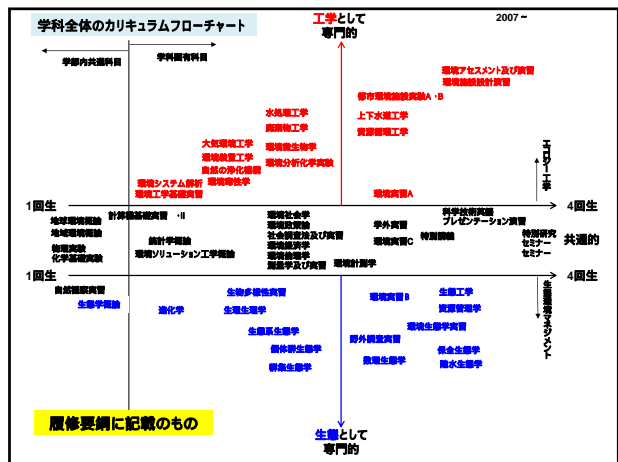 学科全体のカリキュラムフローチャート
工学として
専門的
2007~
学部内共通科目
学科固有科目
環境アセスメント及び演習
環境施設設計演習
都市環境施設実験A・B
水処理工学
上下水道工学
廃棄物工学
資源循環工学
大気環境工学
環境微生物学
環境装置工学
環境分析化学実験
自然の浄化機構
環境システム解析
環境毒性学
環境工学基礎実習
環境実習A
エコロジー工学
1回生
4回生
計算機基礎実習 ・II
地球環境概論
地域環境概論
物理実験
化学基礎実験
統計学概論
環境ソリューション工学概論
環境社会学
環境政策論
社会調査法及び実習
環境経済学
環境倫理学
測量学及び実習
環境計測学
学外実習
環境実習C
特別講義
科学技術英語
プレゼンテーション演習
特別研究
セミナー
セミナー
共通的
1回生
4回生
自然観察実習
生態学概論
進化学
生物多様性実習
生理生理学
生態系生態学
個体群生態学
群集生態学
環境実習B
生態工学
資源管理学
環境生態学実習
野外調査実習
数理生態学
保全生態学
陸水生態学
生態環境マネジメント
履修要綱に記載のもの
生態として
専門的